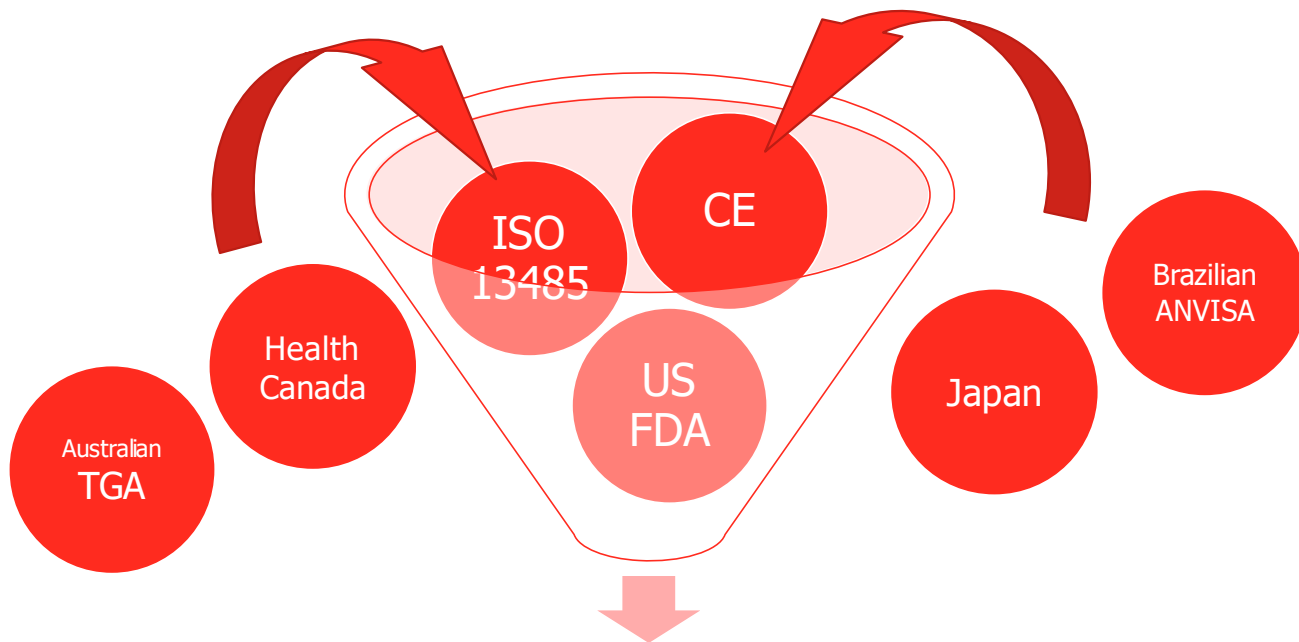 ISO
13485
CE
US
FDA
Health
Canada
Australian
TGA
Japan
Brazilian
ANVISA